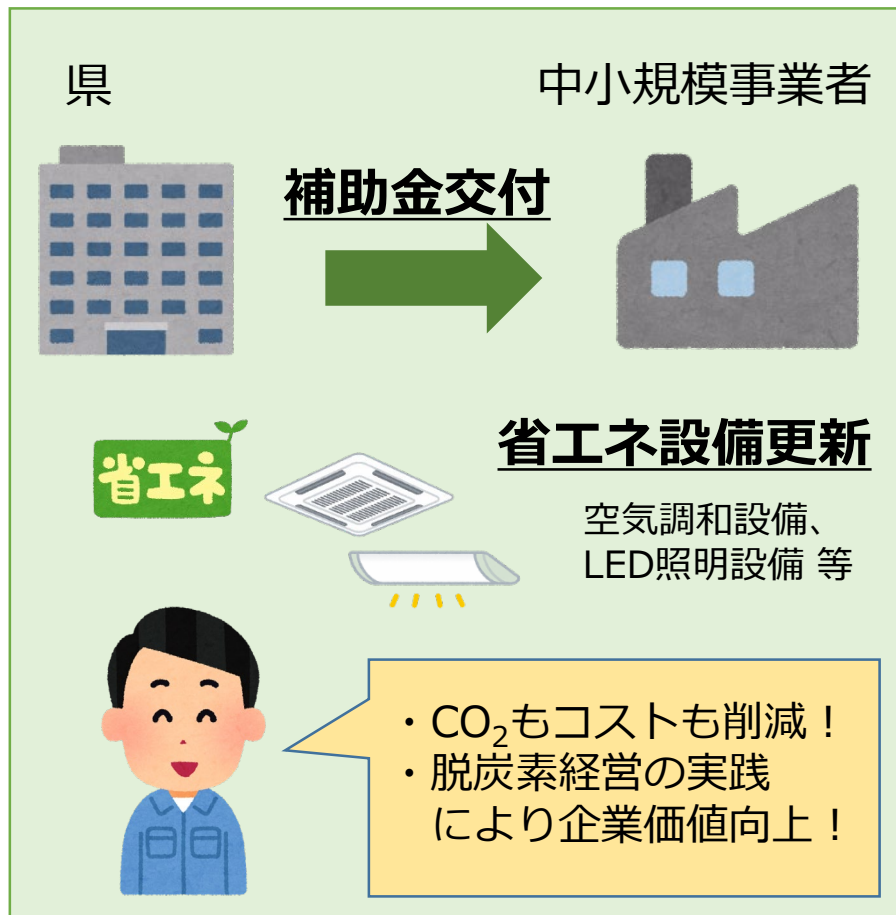 県
中小規模事業者
補助金交付
省エネ設備更新
省エネ
空気調和設備、
LED照明設備 等
・CO₂もコストも削減！
・脱炭素経営の実践
により企業価値向上！